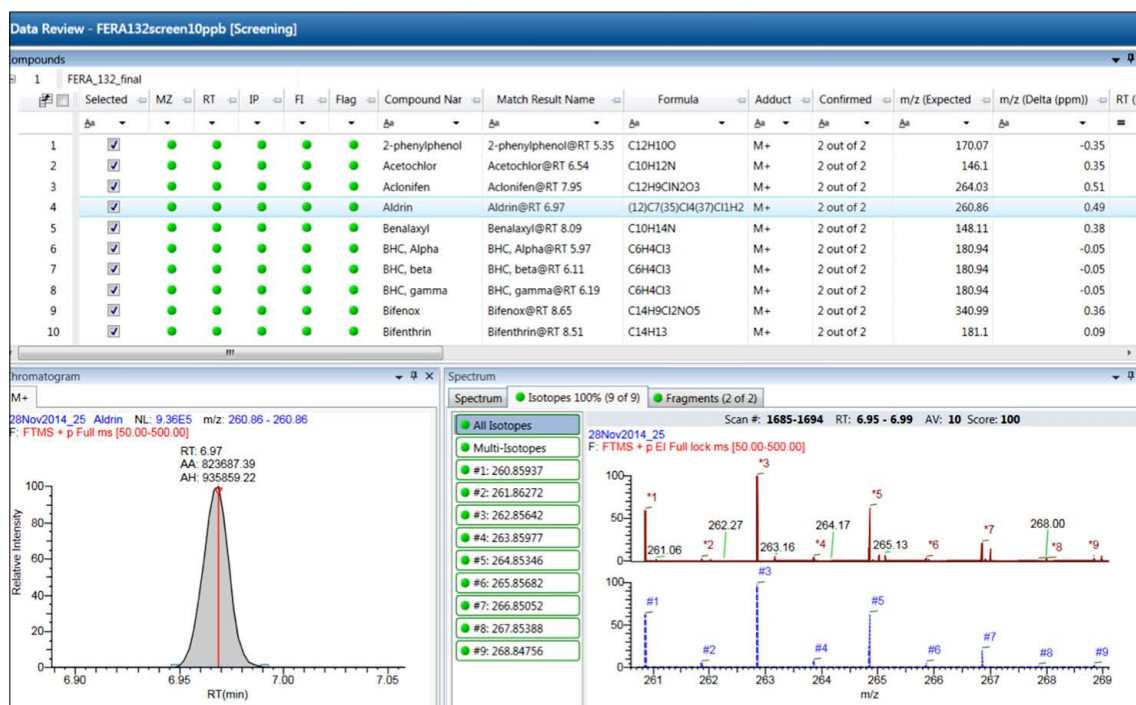 Data Review - FERA132screen10ppb [Screening]
ompounds
1 FERA_132_final
Selected MZ RT IP FI Flag Compound Nar Match Result Name Formula Adduct Confirmed m/z (Expected m/z (Delta (ppm)) RT (
Aa Aa Aa Aa Aa Aa Aa Aa =
1 2-phenylphenol 2-phenylphenol@RT 5.35 C12H10O M+ 2 out of 2 170.07 -0.35
2 Acetochlor Acetochlor@RT 6.54 C10H12N M+ 2 out of 2 146.1 0.35
3 Aclonifen Aclonifen@RT 7.95 C12H9ClN2O3 M+ 2 out of 2 264.03 0.51
4 Aldrin Aldrin@RT 6.97 (12)C7(35)Cl4(37)Cl1H2 M+ 2 out of 2 260.86 0.49
5 Benalaxyl Benalaxyl@RT 8.09 C10H14N M+ 2 out of 2 148.11 0.38
6 BHC, Alpha BHC, Alpha@RT 5.97 C6H4Cl3 M+ 2 out of 2 180.94 -0.05
7 BHC, beta BHC, beta@RT 6.11 C6H4Cl3 M+ 2 out of 2 180.94 -0.05
8 BHC, gamma BHC, gamma@RT 6.19 C6H4Cl3 M+ 2 out of 2 180.94 -0.05
9 Bifenox Bifenox@RT 8.65 C14H9Cl2NO5 M+ 2 out of 2 340.99 0.36
10 Bifenthrin Bifenthrin@RT 8.51 C14H13 M+ 2 out of 2 181.1 0.09
hromatogram
M+
28Nov2014_25 Aldrin NL: 9.36E5 m/z: 260.86 - 260.86
F: FTMS + p Full ms [50.00-500.00]
RT: 6.97
AA: 823687.39
AH: 935859.22
100
80
60
40
20
0
Relative Intensity
6.90 6.95 7.00 7.05
RT(min)
Spectrum
Spectrum Isotopes 100% (9 of 9) Fragments (2 of 2)
All Isotopes
Multi-Isotopes
#1: 260.85937
#2: 261.86272
#3: 262.85642
#4: 263.85977
#5: 264.85346
#6: 265.85682
#7: 266.85052
#8: 267.85388
#9: 268.84756
Scan #: 1685-1694 RT: 6.95 - 6.99 AV: 10 Score: 100
28Nov2014_25
F: FTMS + p EI Full lock ms [50.00-500.00]
100
50
0
*1 *2 *3 *4 *5 *6 *7 *8 *9
261.06 262.27 263.16 264.17 265.13 268.00
100
50
0
#1 #2 #3 #4 #5 #6 #7 #8 #9
261 262 263 264 265 266 267 268 269
m/z